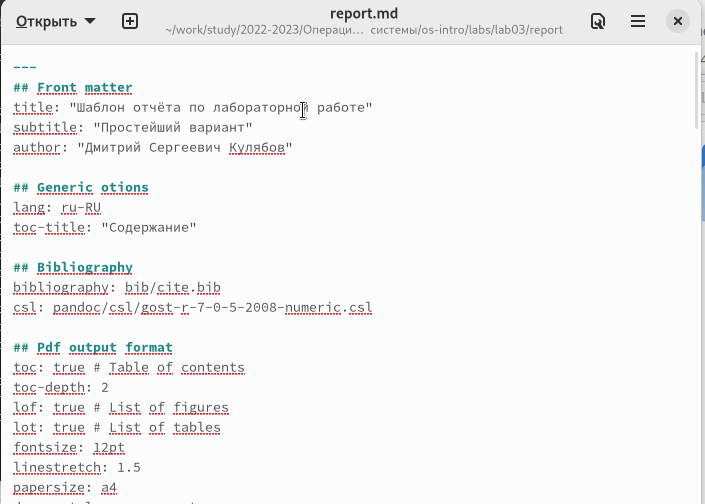 Открыть
report.md
~/work/study/2022-2023/Операци... системы/os-intro/labs/lab03/report
---
## Front matter
title: "Шаблон отчёта по лабораторной работе"
subtitle: "Простейший вариант"
author: "Дмитрий Сергеевич Кулябов"
## Generic otions
lang: ru-RU
toc-title: "Содержание"
## Bibliography
bibliography: bib/cite.bib
csl: pandoc/csl/gost-r-7-0-5-2008-numeric.csl
## Pdf output format
toc: true # Table of contents
toc-depth: 2
lof: true # List of figures
lot: true # List of tables
fontsize: 12pt
linestretch: 1.5
papersize: a4